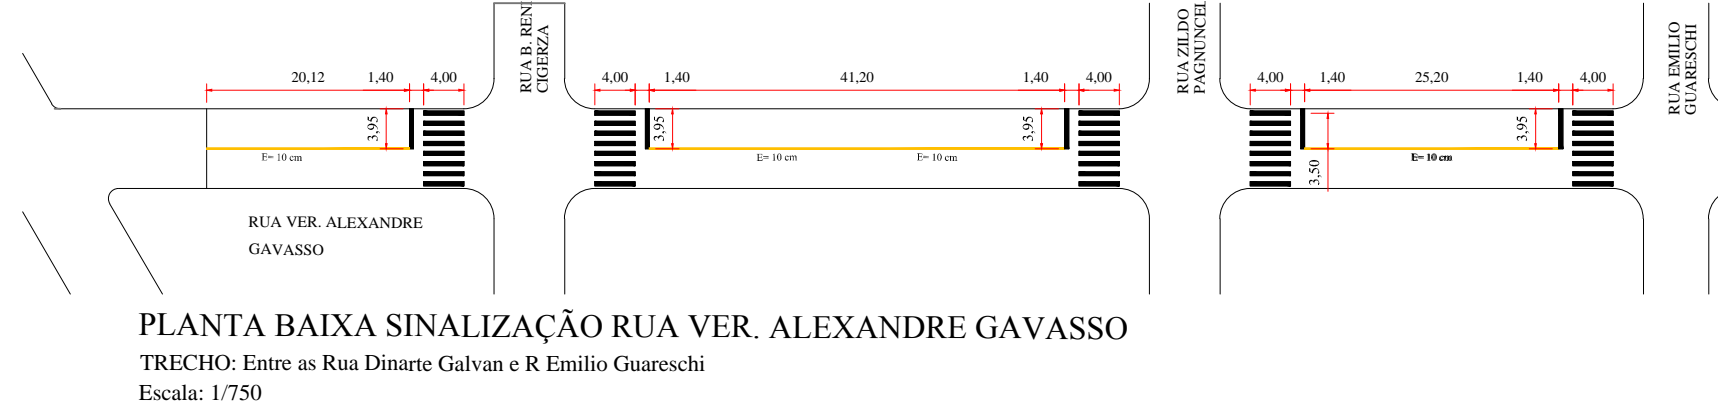 RUA B. REN
CIGERZA
RUA ZILDO
PAGNUNCEL
RUA EMILIO
GUARESCHI
20,12 1,40 4,00 4,00 1,40 41,20 1,40 4,00 4,00 1,40 25,20 1,40 4,00
3,95 3,95 3,95 3,95
E= 10 cm E= 10 cm E= 10 cm E= 10 cm
3,50
RUA VER. ALEXANDRE
GAVASSO
PLANTA BAIXA SINALIZAÇÃO RUA VER. ALEXANDRE GAVASSO
TRECHO: Entre as Rua Dinarte Galvan e R Emilio Guareschi
Escala: 1/750